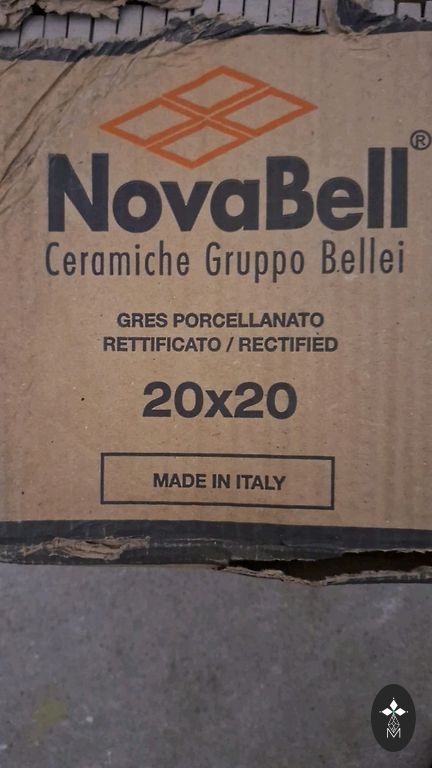 NovaBell®
Ceramiche Gruppo Bellei
GRES PORCELLANATO
RETTIFICATO / RECTIFIED
20x20
MADE IN ITALY
M